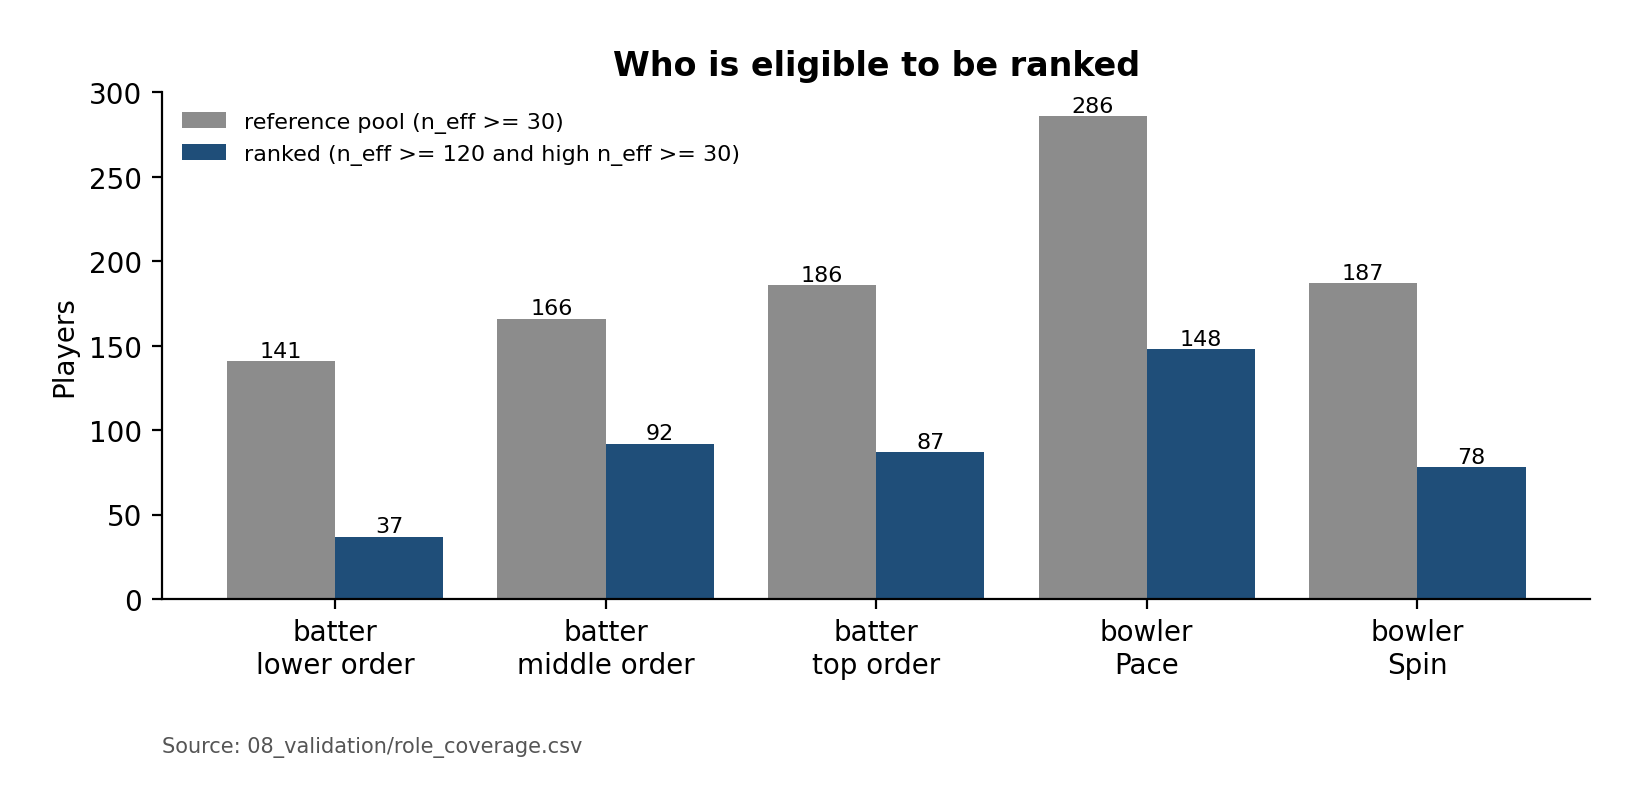 Who is eligible to be ranked
reference pool (n_eff >= 30)
ranked (n_eff >= 120 and high n_eff >= 30)
Players
300
250
200
150
100
50
0
141
37
166
92
186
87
286
148
187
78
batter
lower order
batter
middle order
batter
top order
bowler
Pace
bowler
Spin
Source: 08_validation/role_coverage.csv